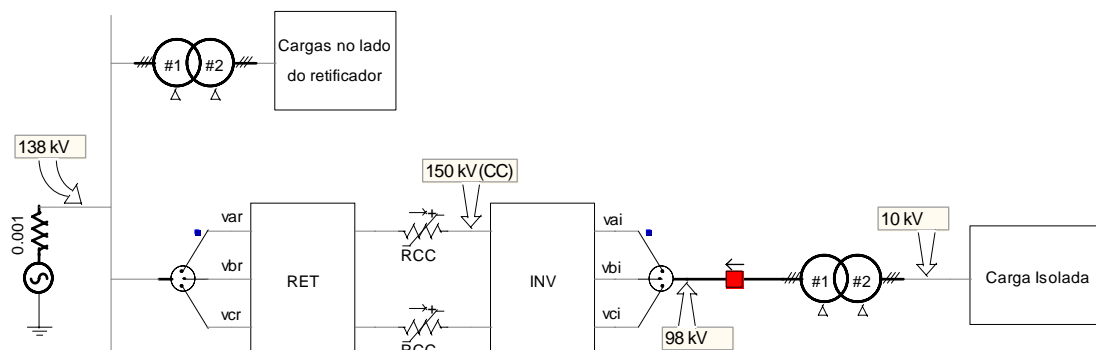 Cargas no lado
do retificador
#1 #2
138 kV
150 kV(CC)
0.001
var
vai
10 kV
RCC
vbr
RET
INV
vbi
#1 #2
Carga Isolada
vcr
vci
98 kV
RCC